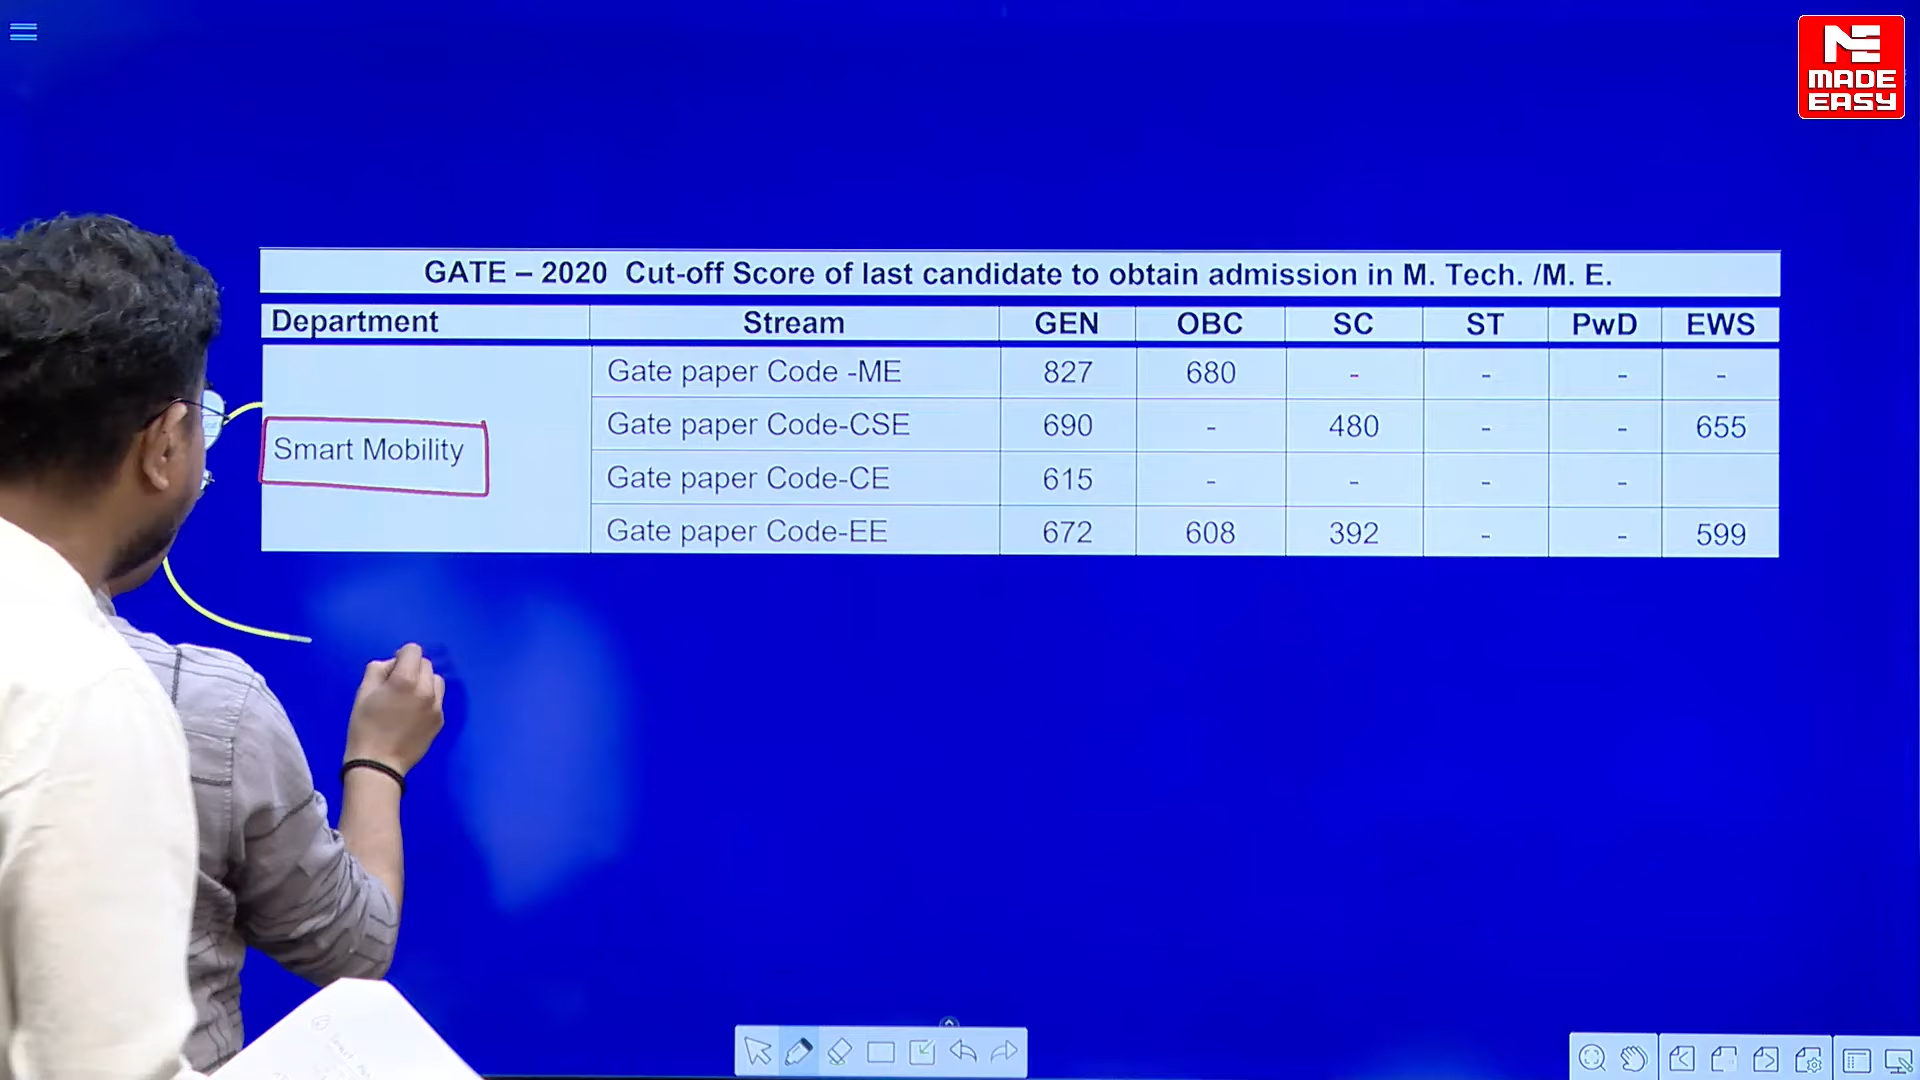 MADE
EASY
GATE – 2020 Cut-off Score of last candidate to obtain admission in M. Tech. /M. E.
Department Stream GEN OBC SC ST PwD EWS
Smart Mobility
Gate paper Code -ME 827 680 - - - -
Gate paper Code-CSE 690 - 480 - - 655
Gate paper Code-CE 615 - - - -
Gate paper Code-EE 672 608 392 - - 599